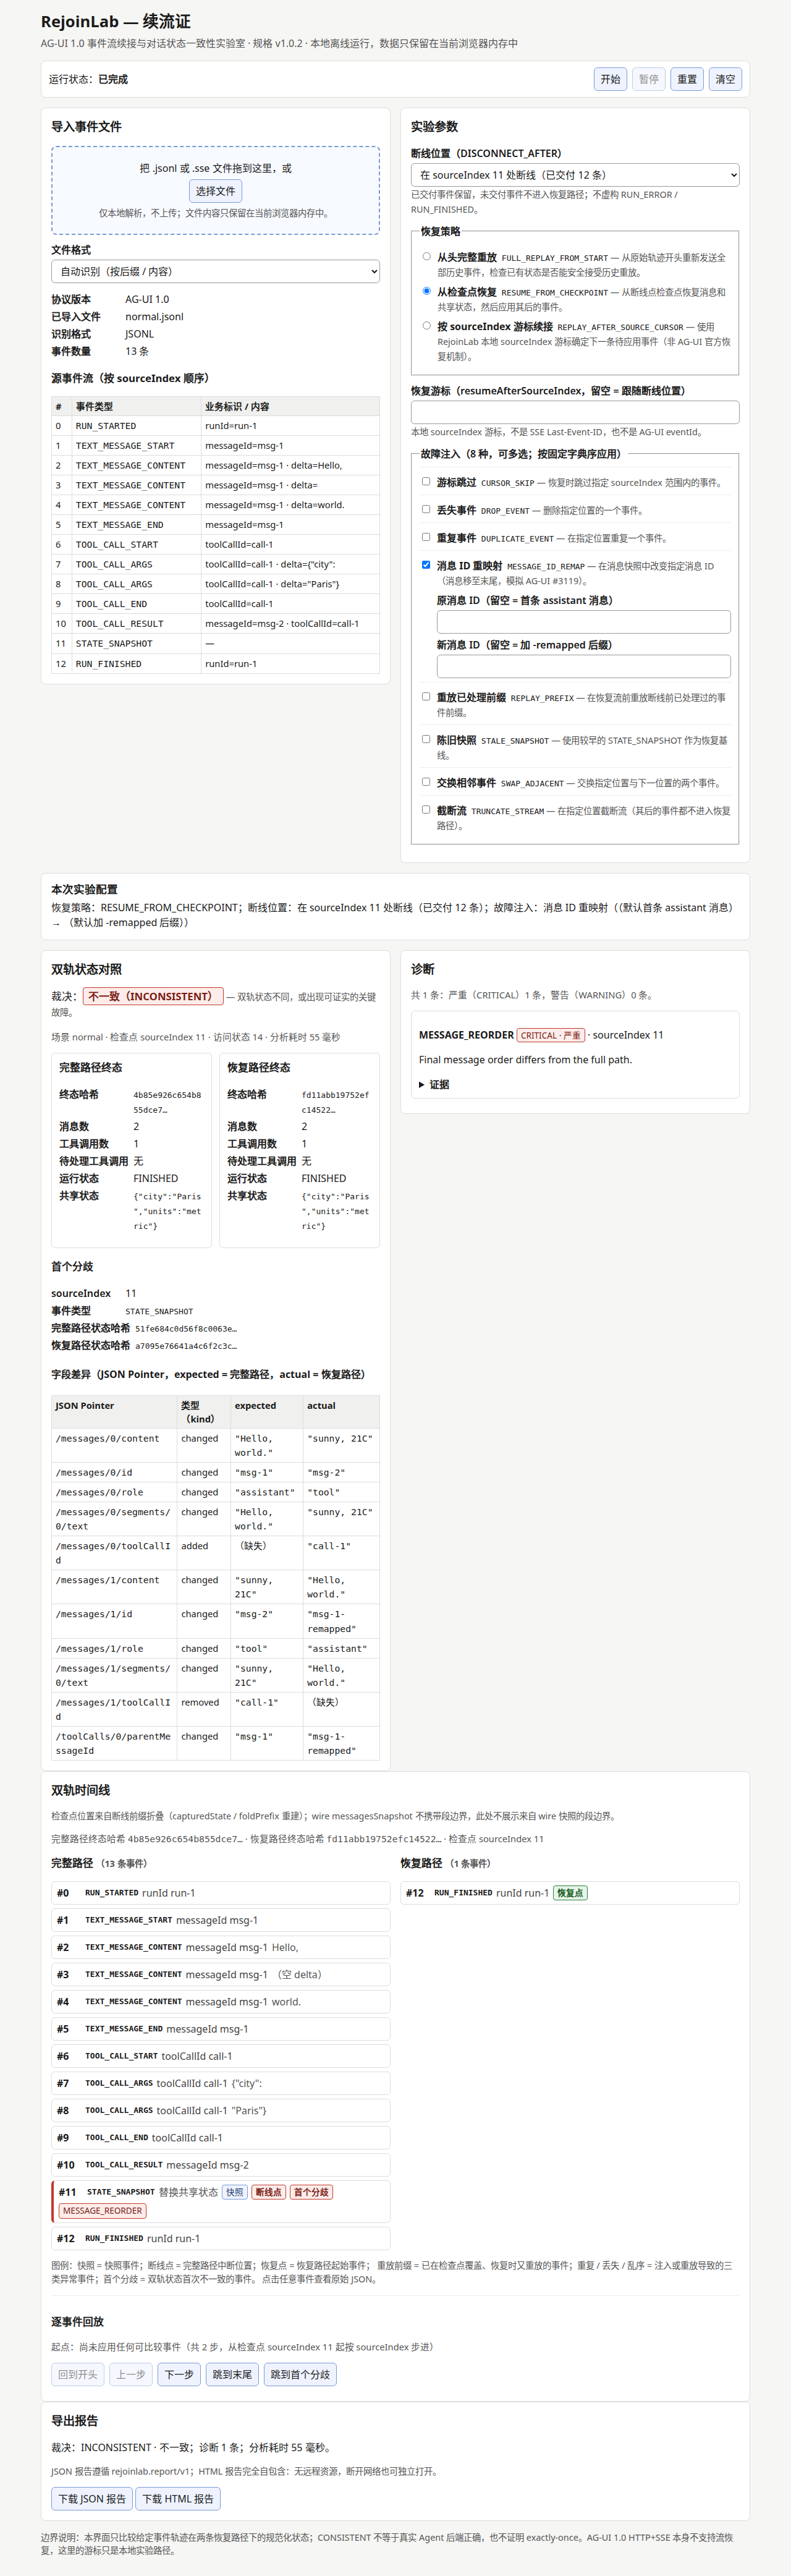 RejoinLab — 续流证
AG-UI 1.0 事件流续接与对话状态一致性实验室 · 规格 v1.0.2 · 本地离线运行，数据只保留在当前浏览器内存中
运行状态：已完成
开始 暂停 重置 清空
导入事件文件
把 .jsonl 或 .sse 文件拖到这里，或
选择文件
仅本地解析，不上传；文件内容只保留在当前浏览器内存中。
文件格式
自动识别（按后缀 / 内容）
协议版本 AG-UI 1.0
已导入文件 normal.jsonl
识别格式 JSONL
事件数量 13 条
源事件流（按 sourceIndex 顺序）
# 事件类型 业务标识 / 内容
0 RUN_STARTED runId=run-1
1 TEXT_MESSAGE_START messageId=msg-1
2 TEXT_MESSAGE_CONTENT messageId=msg-1 · delta=Hello,
3 TEXT_MESSAGE_CONTENT messageId=msg-1 · delta=
4 TEXT_MESSAGE_CONTENT messageId=msg-1 · delta=world.
5 TEXT_MESSAGE_END messageId=msg-1
6 TOOL_CALL_START toolCallId=call-1
7 TOOL_CALL_ARGS toolCallId=call-1 · delta={"city":
8 TOOL_CALL_ARGS toolCallId=call-1 · delta="Paris"}
9 TOOL_CALL_END toolCallId=call-1
10 TOOL_CALL_RESULT messageId=msg-2 · toolCallId=call-1
11 STATE_SNAPSHOT —
12 RUN_FINISHED runId=run-1
实验参数
断线位置（DISCONNECT_AFTER）
在 sourceIndex 11 处断线（已交付 12 条）
已交付事件保留，未交付事件不进入恢复路径；不虚构 RUN_ERROR /
RUN_FINISHED。
恢复策略
从头完整重放 FULL_REPLAY_FROM_START — 从原始轨迹开头重新发送全
部历史事件，检查已有状态是否能安全接受历史重放。
从检查点恢复 RESUME_FROM_CHECKPOINT — 从断线点检查点恢复消息和
共享状态，然后应用其后的事件。
按 sourceIndex 游标续接 REPLAY_AFTER_SOURCE_CURSOR — 使用
RejoinLab 本地 sourceIndex 游标确定下一条待应用事件（非 AG-UI 官方恢
复机制）。
恢复游标（resumeAfterSourceIndex，留空 = 跟随断线位置）
本地 sourceIndex 游标，不是 SSE Last-Event-ID，也不是 AG-UI eventId。
故障注入（8 种，可多选；按固定字典序应用）
游标跳过 CURSOR_SKIP — 恢复时跳过指定 sourceIndex 范围内的事件。
丢失事件 DROP_EVENT — 删除指定位置的一个事件。
重复事件 DUPLICATE_EVENT — 在指定位置重复一个事件。
消息 ID 重映射 MESSAGE_ID_REMAP — 在消息快照中改变指定消息 ID
（消息移至末尾，模拟 AG-UI #3119）。
原消息 ID（留空 = 首条 assistant 消息）
新消息 ID（留空 = 加 -remapped 后缀）
重放已处理前缀 REPLAY_PREFIX — 在恢复流前重放断线前已处理过的事
件前缀。
陈旧快照 STALE_SNAPSHOT — 使用较早的 STATE_SNAPSHOT 作为恢复基
线。
交换相邻事件 SWAP_ADJACENT — 交换指定位置与下一位置的两个事件。
截断流 TRUNCATE_STREAM — 在指定位置截断流（其后的事件都不进入恢复
路径）。
本次实验配置
恢复策略：RESUME_FROM_CHECKPOINT；断线位置：在 sourceIndex 11 处断线（已交付 12 条）；故障注入：消息 ID 重映射（（默认首条 assistant 消息）
→ （默认加 -remapped 后缀））
双轨状态对照
裁决： 不一致（INCONSISTENT） — 双轨状态不同，或出现可证实的关键
故障。
场景 normal · 检查点 sourceIndex 11 · 访问状态 14 · 分析耗时 55 毫秒
完整路径终态
终态哈希 4b85e926c654b8
55dce7…
消息数 2
工具调用数 1
待处理工具调用 无
运行状态 FINISHED
共享状态 {"city":"Paris
","units":"met
ric"}
恢复路径终态
终态哈希 fd11abb19752ef
c14522…
消息数 2
工具调用数 1
待处理工具调用 无
运行状态 FINISHED
共享状态 {"city":"Paris
","units":"met
ric"}
首个分歧
sourceIndex 11
事件类型 STATE_SNAPSHOT
完整路径状态哈希 51fe684c0d56f8c0063e…
恢复路径状态哈希 a7095e76641a4c6f2c3c…
字段差异（JSON Pointer，expected = 完整路径，actual = 恢复路径）
JSON Pointer 类型（kind） expected actual
/messages/0/content changed "Hello, world." "sunny, 21C"
/messages/0/id changed "msg-1" "msg-2"
/messages/0/role changed "assistant" "tool"
/messages/0/segments/0/text changed "Hello, world." "sunny, 21C"
/messages/0/toolCallId added （缺失） "call-1"
/messages/1/content changed "sunny, 21C" "Hello, world."
/messages/1/id changed "msg-2" "msg-1-remapped"
/messages/1/role changed "tool" "assistant"
/messages/1/segments/0/text changed "sunny, 21C" "Hello, world."
/messages/1/toolCallId removed "call-1" （缺失）
/toolCalls/0/parentMessageId changed "msg-1" "msg-1-remapped"
诊断
共 1 条：严重（CRITICAL）1 条，警告（WARNING）0 条。
MESSAGE_REORDER CRITICAL · 严重 · sourceIndex 11
Final message order differs from the full path.
▶ 证据
双轨时间线
检查点位置来自断线前缀折叠（capturedState / foldPrefix 重建）；wire messagesSnapshot 不携带段边界，此处不展示来自 wire 快照的段边界。
完整路径终态哈希 4b85e926c654b855dce7… · 恢复路径终态哈希 fd11abb19752efc14522… · 检查点 sourceIndex 11
完整路径 （13 条事件）
#0 RUN_STARTED runId run-1
#1 TEXT_MESSAGE_START messageId msg-1
#2 TEXT_MESSAGE_CONTENT messageId msg-1 Hello,
#3 TEXT_MESSAGE_CONTENT messageId msg-1 （空 delta）
#4 TEXT_MESSAGE_CONTENT messageId msg-1 world.
#5 TEXT_MESSAGE_END messageId msg-1
#6 TOOL_CALL_START toolCallId call-1
#7 TOOL_CALL_ARGS toolCallId call-1 {"city":
#8 TOOL_CALL_ARGS toolCallId call-1 "Paris"}
#9 TOOL_CALL_END toolCallId call-1
#10 TOOL_CALL_RESULT messageId msg-2
#11 STATE_SNAPSHOT 替换共享状态 快照 断线点 首个分歧
MESSAGE_REORDER
#12 RUN_FINISHED runId run-1
恢复路径 （1 条事件）
#12 RUN_FINISHED runId run-1 恢复点
图例：快照 = 快照事件；断线点 = 完整路径中断位置；恢复点 = 恢复路径起始事件； 重放前缀 = 已在检查点覆盖、恢复时又重放的事件；重复 / 丢失 / 乱序 = 注入或重放导致的三
类异常事件；首个分歧 = 双轨状态首次不一致的事件。 点击任意事件查看原始 JSON。
逐事件回放
起点：尚未应用任何可比较事件（共 2 步，从检查点 sourceIndex 11 起按 sourceIndex 步进）
回到开头 上一步 下一步 跳到末尾 跳到首个分歧
导出报告
裁决：INCONSISTENT · 不一致；诊断 1 条；分析耗时 55 毫秒。
JSON 报告遵循 rejoinlab.report/v1；HTML 报告完全自包含：无远程资源，断开网络也可独立打开。
下载 JSON 报告 下载 HTML 报告
边界说明：本界面只比较给定事件轨迹在两条恢复路径下的规范化状态；CONSISTENT 不等于真实 Agent 后端正确，也不证明 exactly-once。AG-UI 1.0 HTTP+SSE 本身不支持流恢
复，这里的游标只是本地实验路径。